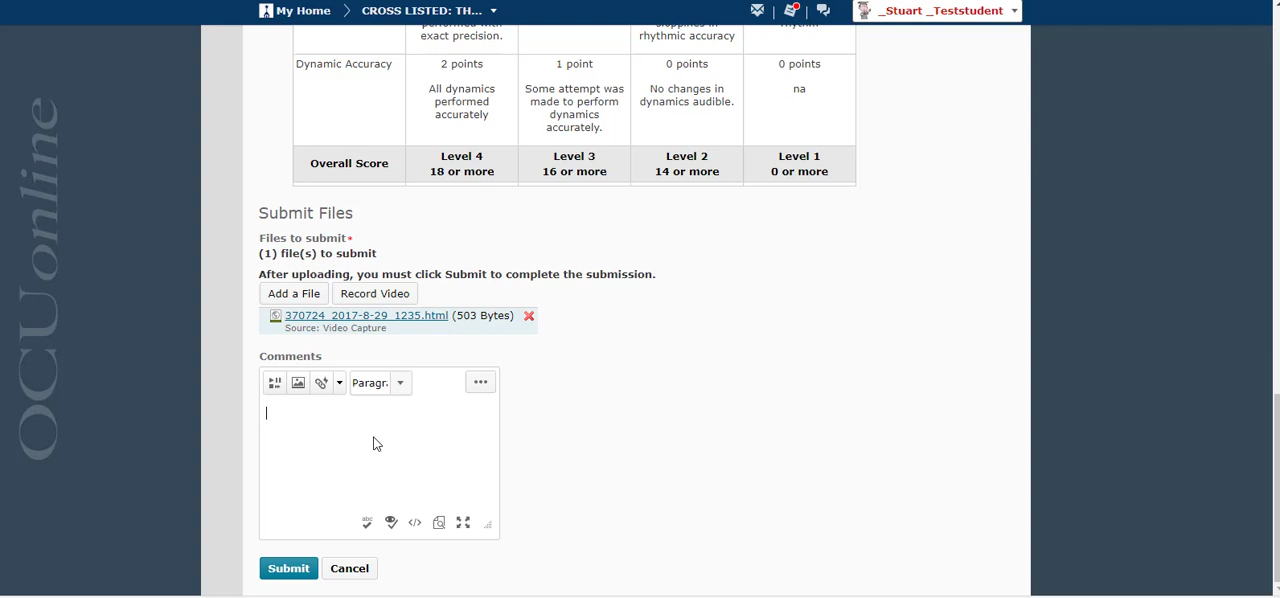 My Home
CROSS LISTED: TH...
_Stuart _Teststudent
OCUonline
performed with
exact precision.
sloppiness in
rhythmic accuracy
rhythm
Dynamic Accuracy
2 points
All dynamics
performed
accurately
1 point
Some attempt was
made to perform
dynamics
accurately.
0 points
No changes in
dynamics audible.
0 points
na
Overall Score
Level 4
18 or more
Level 3
16 or more
Level 2
14 or more
Level 1
0 or more
Submit Files
Files to submit*
(1) file(s) to submit
After uploading, you must click Submit to complete the submission.
Add a File
Record Video
370724_2017-8-29_1235.html (503 Bytes)
Source: Video Capture
Comments
Paragr.
abc
Submit
Cancel